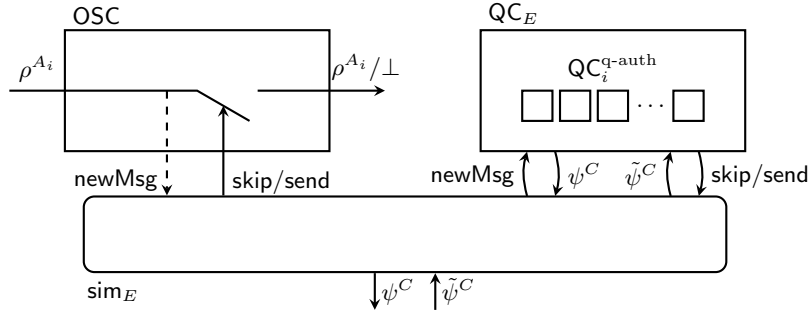 OSC
QC_E
ρ^{A_i}
ρ^{A_i}/⊥
QC_i^{q-auth}
···
newMsg
skip/send
newMsg
ψ^C
ψ̃^C
skip/send
sim_E
ψ^C
ψ̃^C